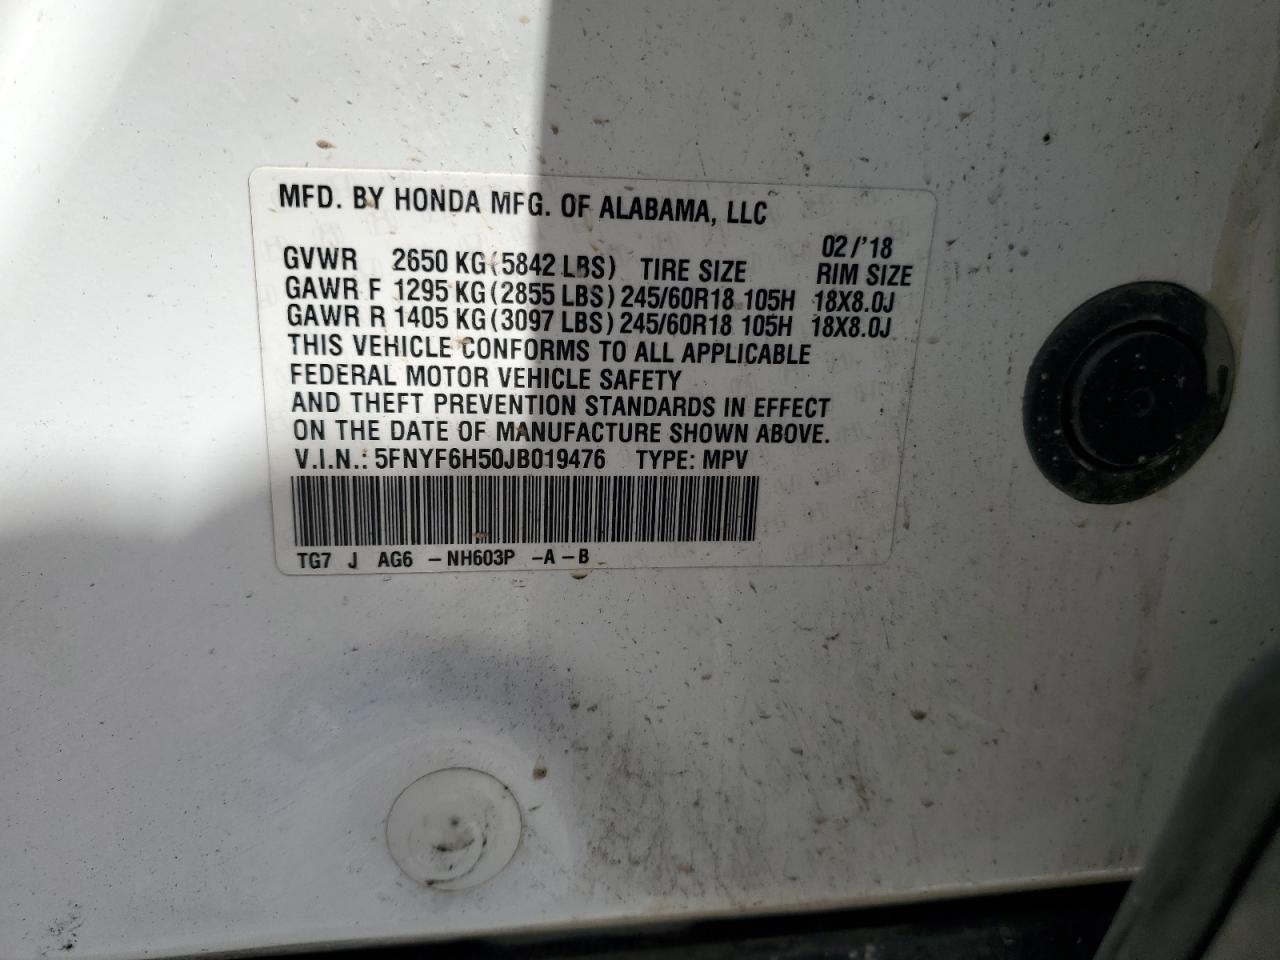 MFD. BY HONDA MFG. OF ALABAMA, LLC
02/'18
GVWR 2650 KG(5842 LBS) TIRE SIZE RIM SIZE
GAWR F 1295 KG(2855 LBS)245/60R18 105H 18X8.0J
GAWR R 1405 KG(3097 LBS)245/60R18 105H 18X8.0J
THIS VEHICLE CONFORMS TO ALL APPLICABLE
FEDERAL MOTOR VEHICLE SAFETY
AND THEFT PREVENTION STANDARDS IN EFFECT
ON THE DATE OF MANUFACTURE SHOWN ABOVE.
V.I.N.: 5FNYF6H50JB019476 TYPE: MPV
TG7 J AG6 -NH603P -A-B